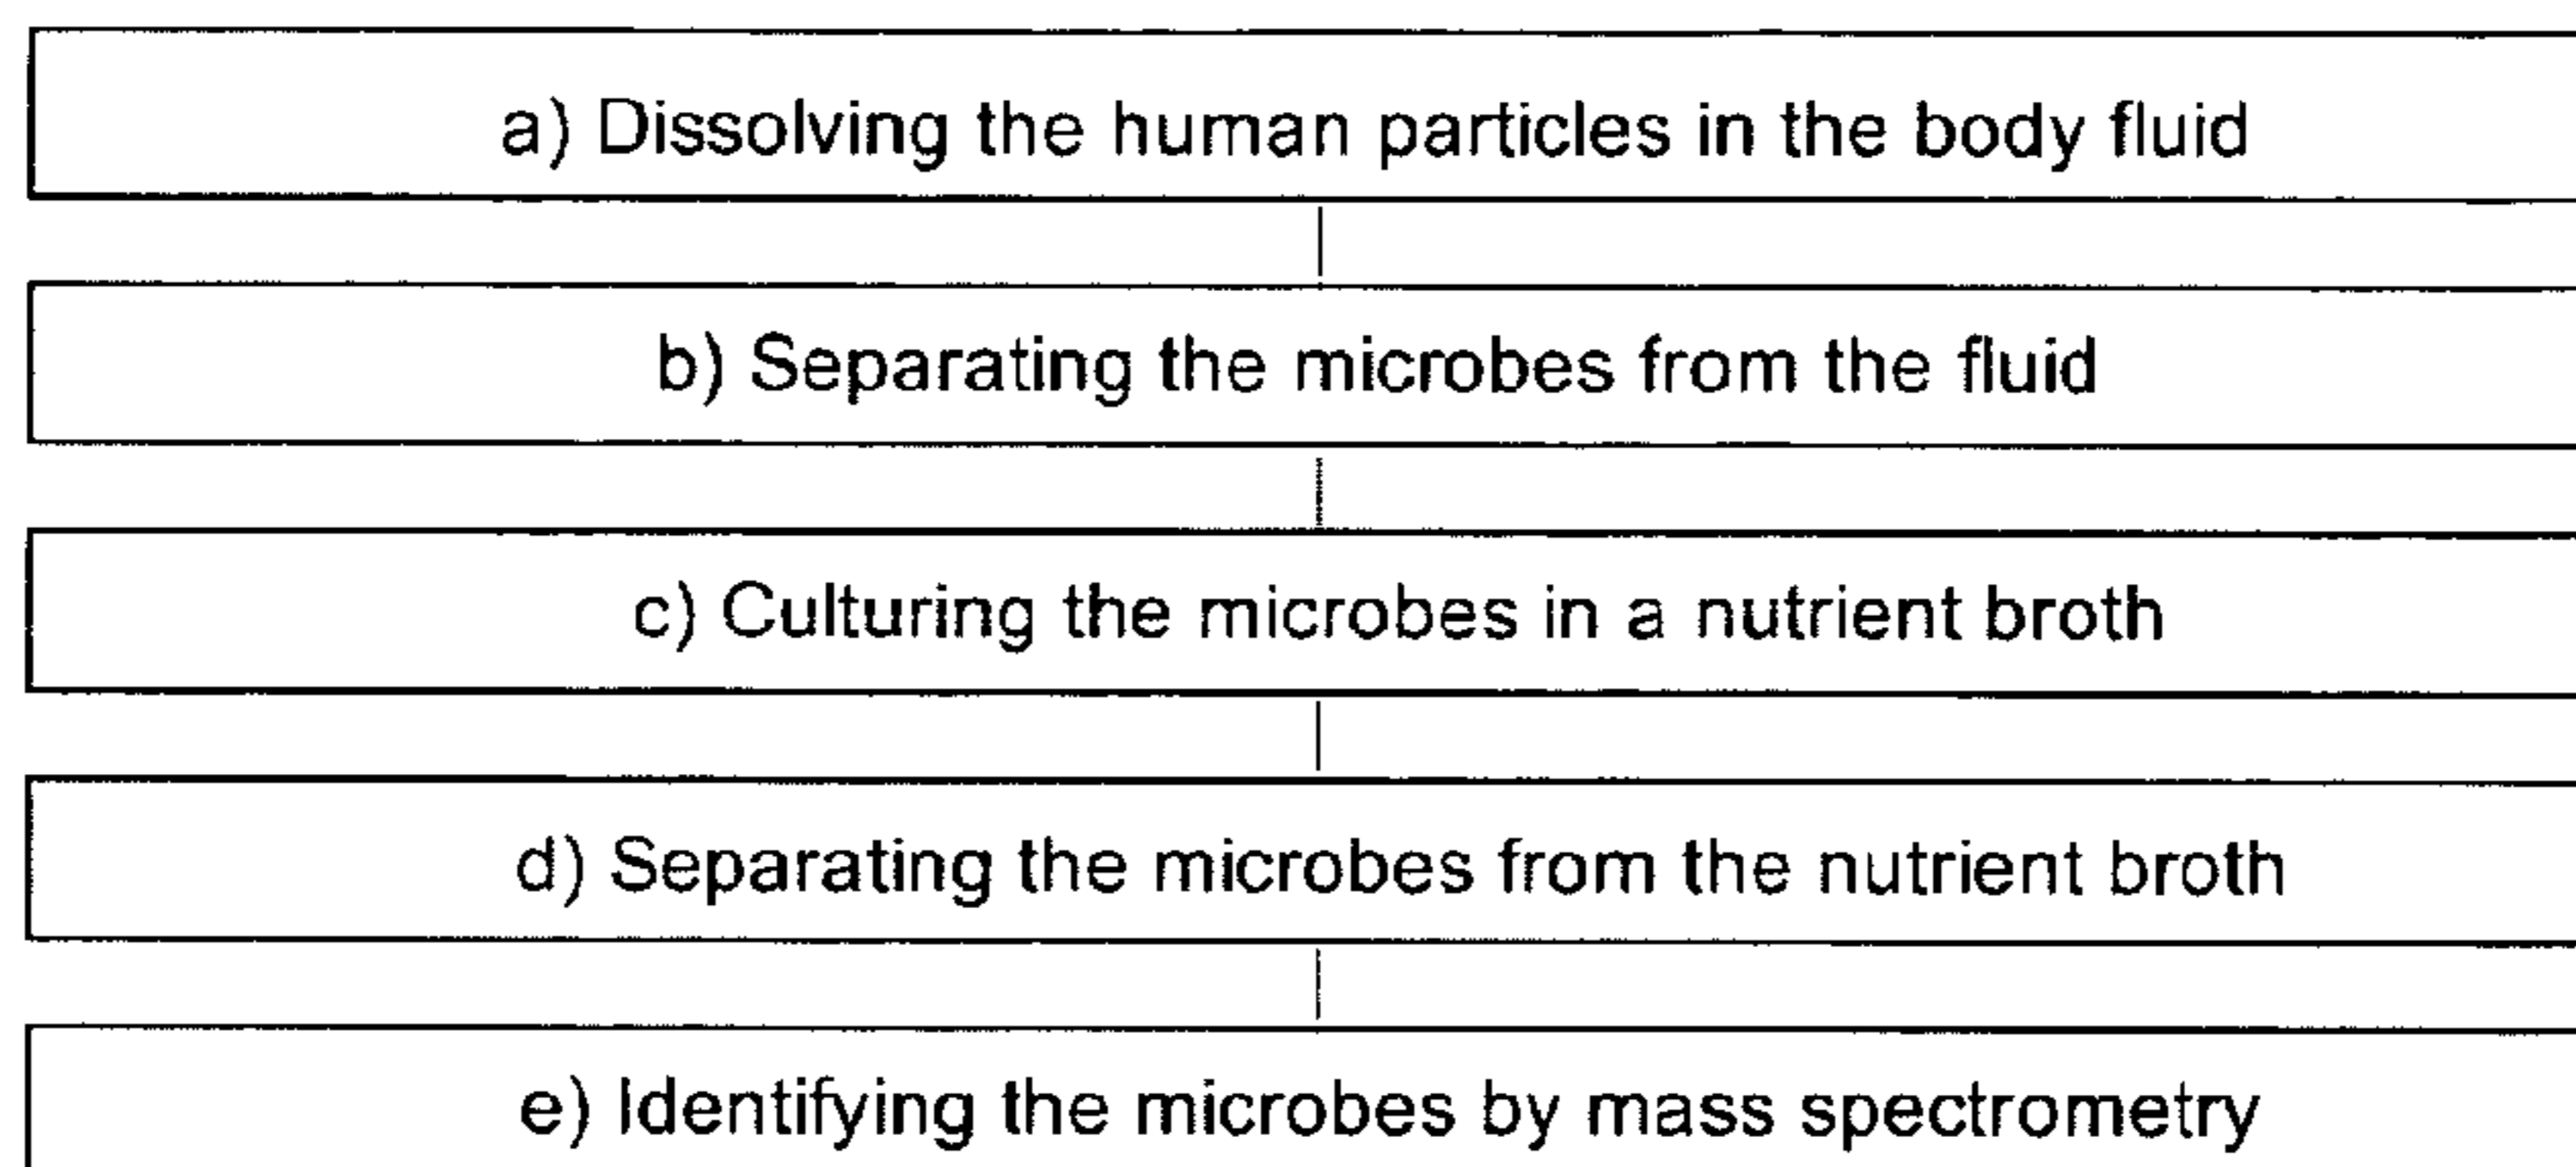 a) Dissolving the human particles in the body fluid
b) Separating the microbes from the fluid
c) Culturing the microbes in a nutrient broth
d) Separating the microbes from the nutrient broth
e) Identifying the microbes by mass spectrometry